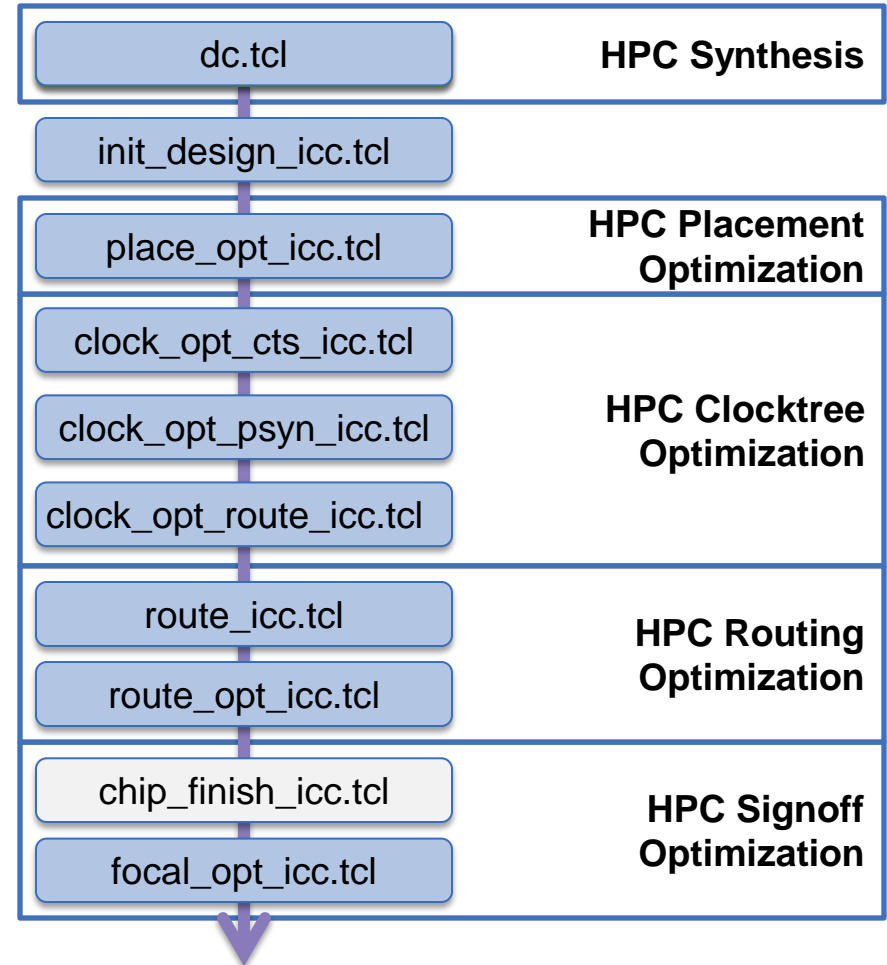 dc.tcl
HPC Synthesis
init_design_icc.tcl
place_opt_icc.tcl
HPC Placement
Optimization
clock_opt_cts_icc.tcl
clock_opt_psyn_icc.tcl
clock_opt_route_icc.tcl
HPC Clocktree
Optimization
route_icc.tcl
route_opt_icc.tcl
HPC Routing
Optimization
chip_finish_icc.tcl
focal_opt_icc.tcl
HPC Signoff
Optimization